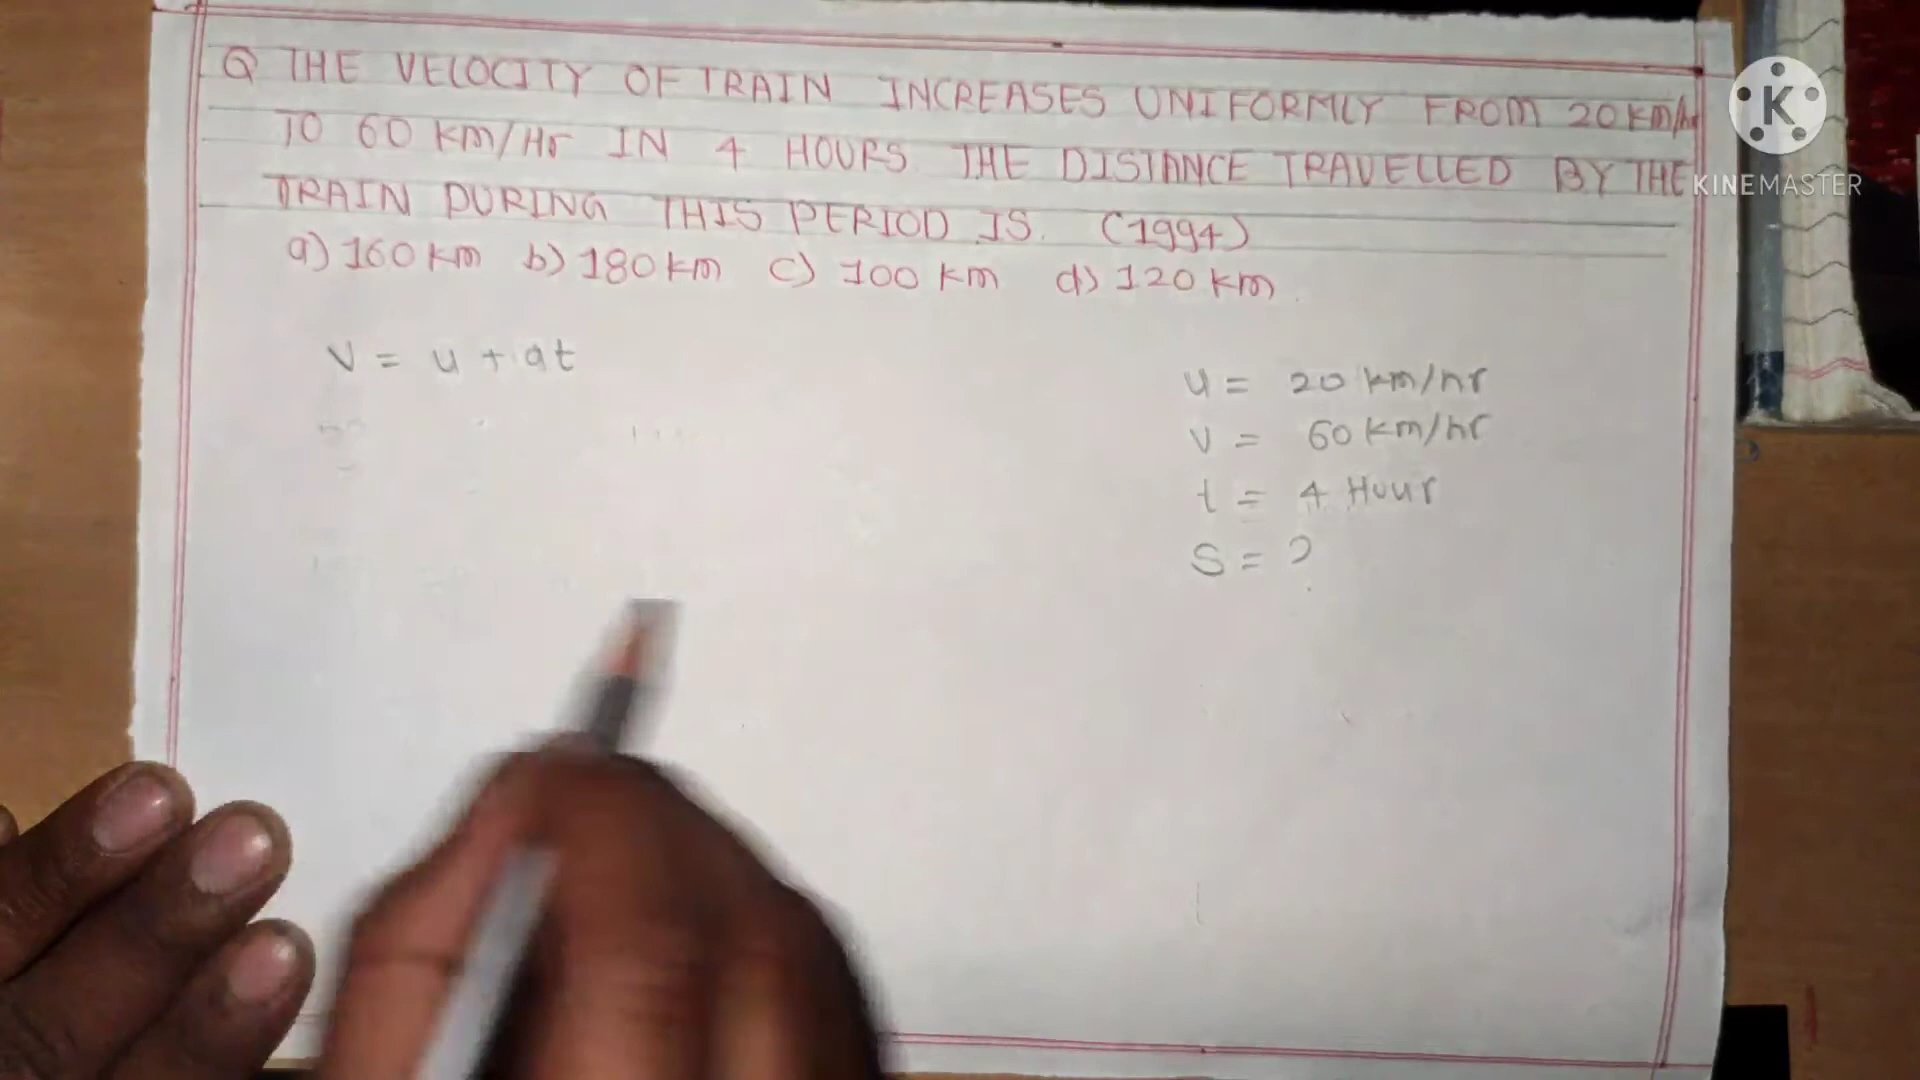 Q THE VELOCITY OF TRAIN INCREASES UNIFORMLY FROM 20 KM/hr
TO 60 KM/Hr IN 4 HOURS. THE DISTANCE TRAVELLED BY THE
TRAIN DURING THIS PERIOD IS. (1994)
a) 160 KM b) 180 KM c) 100 KM d) 120 KM.
V = u + at
u = 20 km/hr
v = 60 km/hr
t = 4 Hour
S = ?
K
KINEMASTER